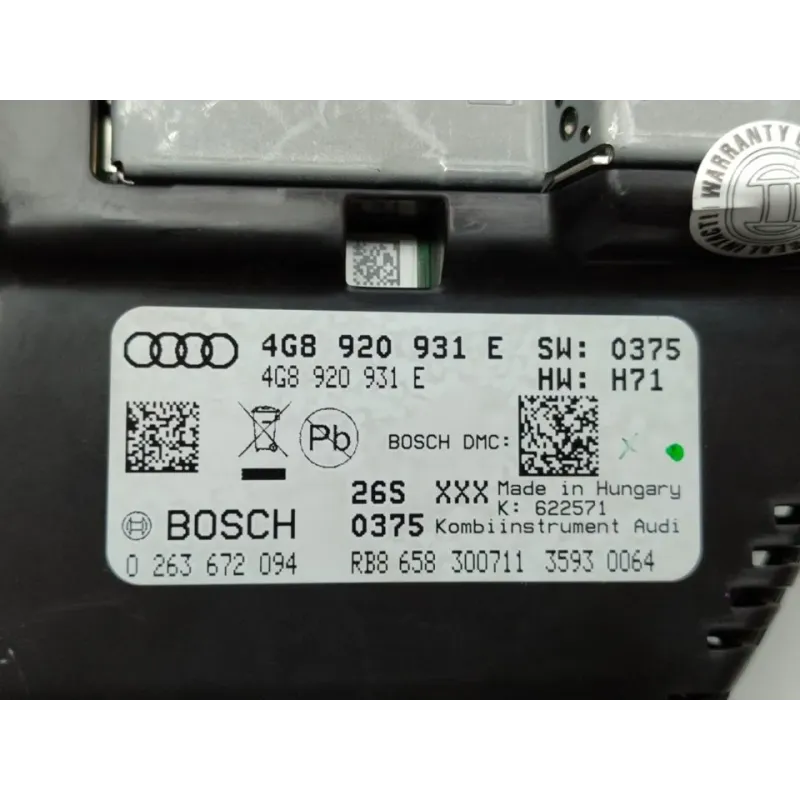 WARRANTY
4G8 920 931 E SW: 0375
4G8 920 931 E HW: H71
Pb
BOSCH DMC:
26S XXX Made in Hungary
K: 622571
BOSCH 0375 Kombiinstrument Audi
0 263 672 094 RB8 658 300711 3593 0064